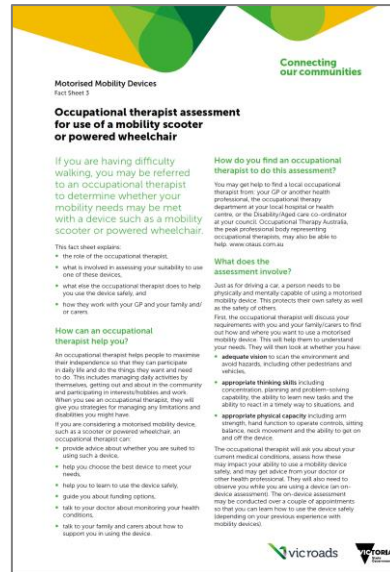 Connecting
our communities
Motorised Mobility Devices
Fact Sheet 3
Occupational therapist assessment
for use of a mobility scooter
or powered wheelchair
If you are having difficulty
walking, you may be referred
to an occupational therapist
to determine whether your
mobility needs may be met
with a device such as a mobility
scooter or powered wheelchair.
This fact sheet explains:
• the role of the occupational therapist,
• what is involved in assessing your suitability to use
one of these devices,
• what else the occupational therapist does to help
you use the device safely, and
• how they work with your GP and your family and/
or carers
How can an occupational
therapist help you?
An occupational therapist helps people to maximise
their independence so that they can participate
in daily life and do the things they want and need
to do. This includes managing daily activities by
themselves, getting out and about in the community
and participating in interests/hobbies and work.
When you see an occupational therapist, they will
give you strategies for managing any limitations and
disabilities you might have.
If you are considering a motorised mobility device,
such as a scooter or powered wheelchair, an
occupational therapist can:
• provide advice about whether you are suited to
using such a device,
• help you choose the best device to meet your
needs,
• help you to learn to use the device safely,
• guide you about funding options,
• talk to your doctor about monitoring your health
conditions,
• talk to your family and carers about how to
support you in using the device.
How do you find an occupational
therapist to do this assessment?
You may get help to find a local occupational
therapist from: your GP or another health
professional, the occupational therapy
department at your local hospital or health
centre, or the Disability/Aged care co-ordinator
at your council. Occupational Therapy Australia,
the peak professional body representing
occupational therapists, may also be able to
help. www.otaus.com.au
What does the
assessment involve?
Just as for driving a car, a person needs to be
physically and mentally capable of using a motorised
mobility device. This protects their own safety as well
as the safety of others.
First, the occupational therapist will discuss your
requirements with you and your family/carers to find
out how and where you want to use a motorised
mobility device. This will help them to understand
your needs. They will then look at whether you have:
• adequate vision to scan the environment and
avoid hazards, including other pedestrians and
vehicles,
• appropriate thinking skills including
concentration, planning and problem-solving
capability, the ability to learn new tasks and the
ability to react in a timely way to situations, and
• appropriate physical capacity including arm
strength, hand function to operate controls, sitting
balance, neck movement and the ability to get on
and off the device.
The occupational therapist will ask you about your
current medical conditions, assess how these
may impact your ability to use a mobility device
safely, and may get advice from your doctor or
other health professional. They will also need to
observe you while you are using a device (an on-
device assessment). The on-device assessment
may be conducted over a couple of appointments
so that you can learn how to use the device safely
(depending on your previous experience with
mobility devices).
vicroads
VICTORIA
State
Government